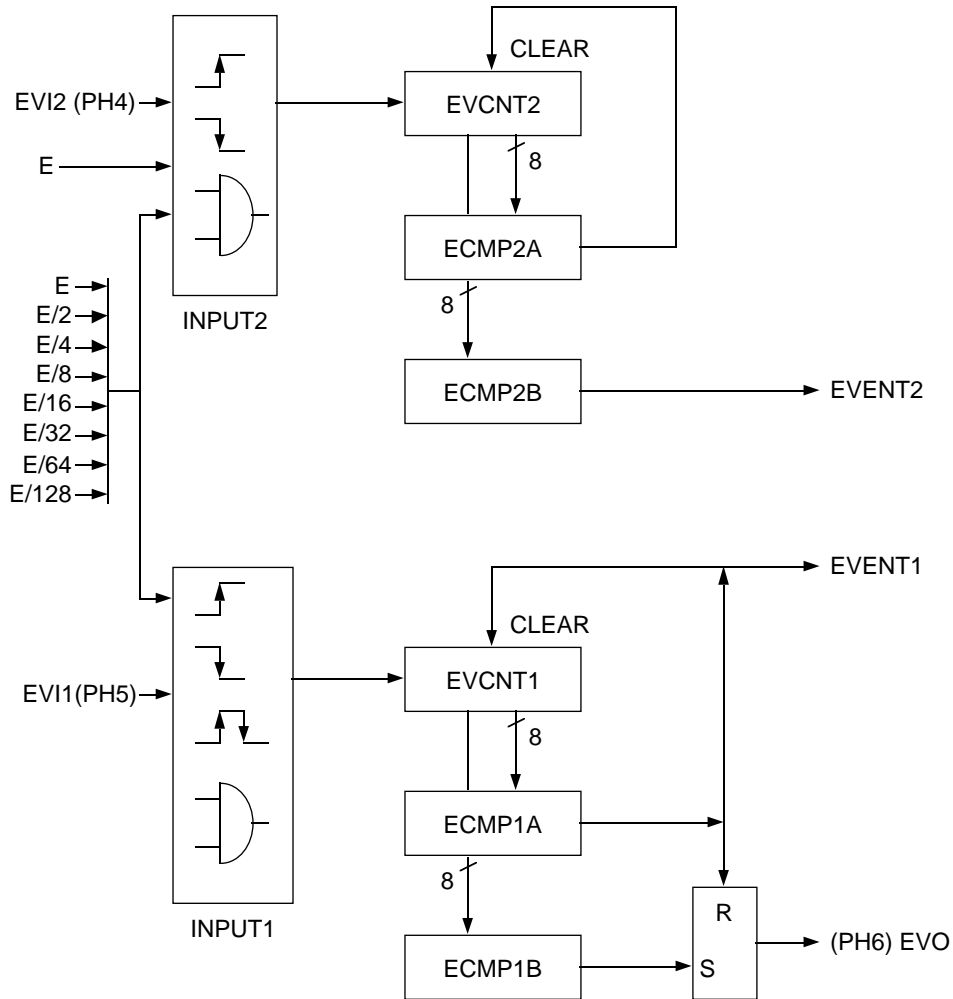 CLEAR
EVI2 (PH4)
EVCNT2
8
E
ECMP2A
8
E
E/2
E/4
E/8
E/16
E/32
E/64
E/128
INPUT2
ECMP2B
EVENT2
EVENT1
CLEAR
EVI1(PH5)
EVCNT1
8
ECMP1A
8
INPUT1
R
S
ECMP1B
(PH6) EVO